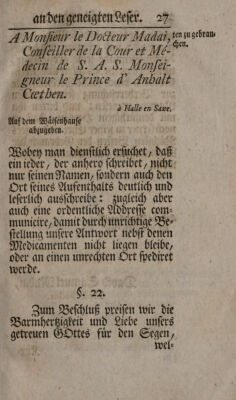 an den geneigten Leser. 27
A Monsieur le Docteur Madai,
Conseiller de la Cour et Mé-
decin de S. A. S. Monsei-
gneur le Prince d' Anhalt
Cœthen.
ten zu gebrau-
chen.
à Halle en Saxe.
Auf dem Wäisenhause
abzugeben.
Wobey man dienstlich ersuchet, daß
ein ieder, der anhero schreibet, nicht
nur seinen Namen, sondern auch den
Ort seines Aufenthalts deutlich und
leserlich ausschreibe: zugleich aber
auch eine ordentliche Addresse com-
municire, damit durch unrichtige Be-
stellung unsere Antwort nebst denen
Medicamenten nicht liegen bleibe,
oder an einen unrechten Ort spediret
werde.
§. 22.
Zum Beschluß preisen wir die
Barmhertzigkeit und Liebe unsers
getreuen GOttes für den Segen,
wel-